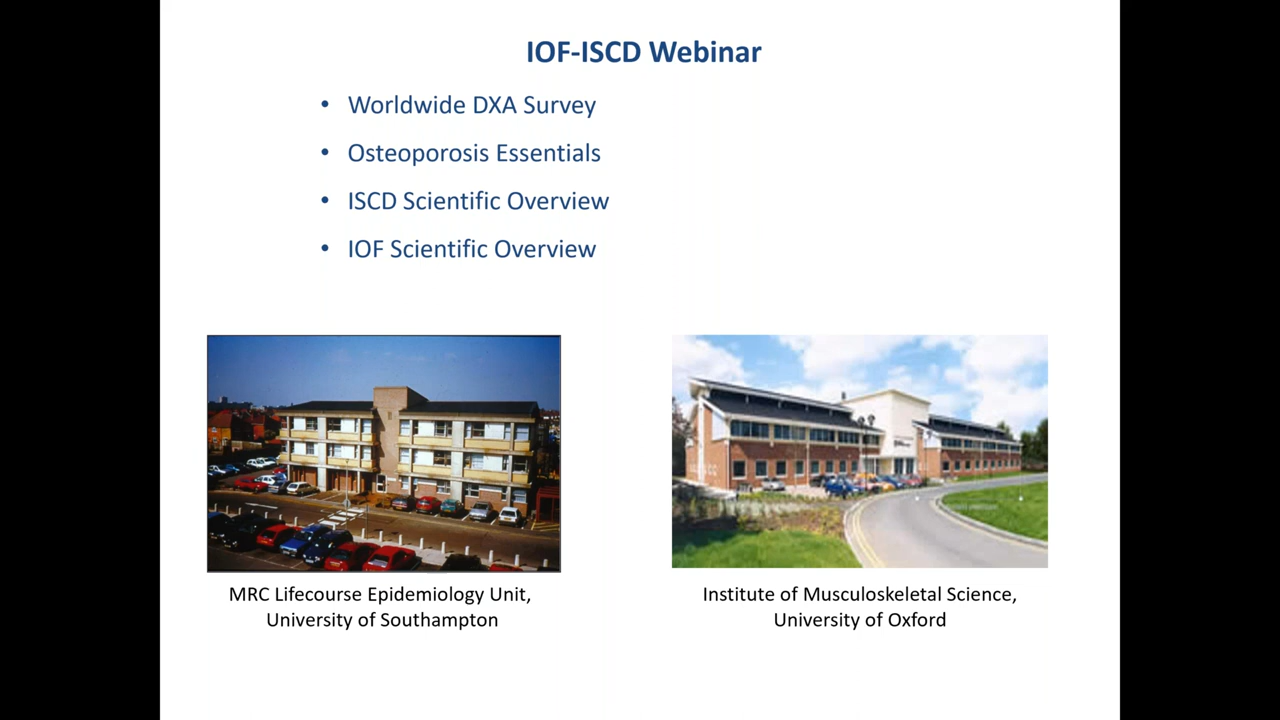 IOF-ISCD Webinar
• Worldwide DXA Survey
• Osteoporosis Essentials
• ISCD Scientific Overview
• IOF Scientific Overview
MRC Lifecourse Epidemiology Unit,
University of Southampton
Institute of Musculoskeletal Science,
University of Oxford